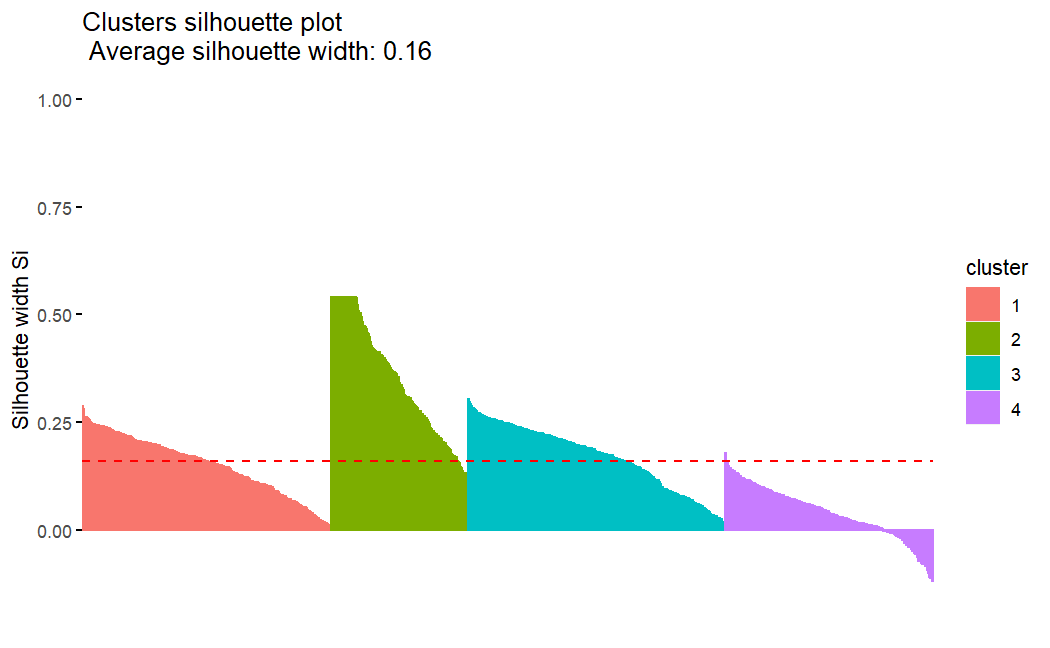 Clusters silhouette plot
Average silhouette width: 0.16
1.00
0.75
0.50
0.25
0.00
Silhouette width Si
cluster
1
2
3
4